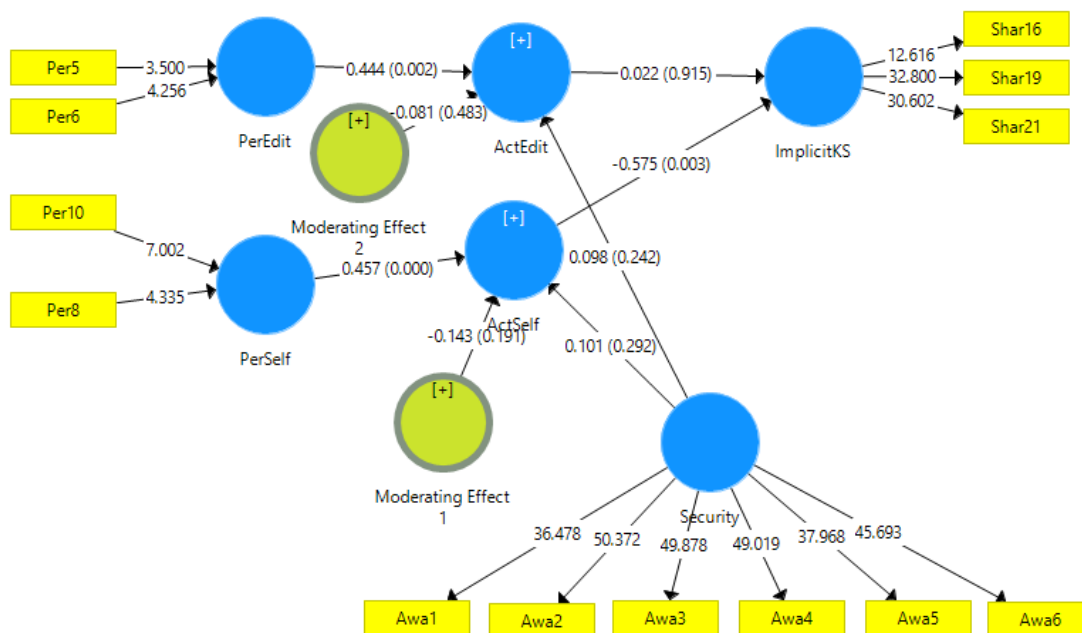 [+]
Shar16
Per5
3.500
0.444 (0.002)
0.022 (0.915)
12.616
32.800
Shar19
Per6
4.256
[+]
-0.081 (0.483)
30.602
Shar21
PerEdit
ActEdit
ImplicitKS
-0.575 (0.003)
Per10
Moderating Effect
2
[+]
7.002
0.457 (0.000)
0.098 (0.242)
Per8
4.335
ActSelf
-0.143 (0.191)
0.101 (0.292)
PerSelf
[+]
Moderating Effect
1
Security
36.478
50.372
49.878
49.019
37.968
45.693
Awa1
Awa2
Awa3
Awa4
Awa5
Awa6